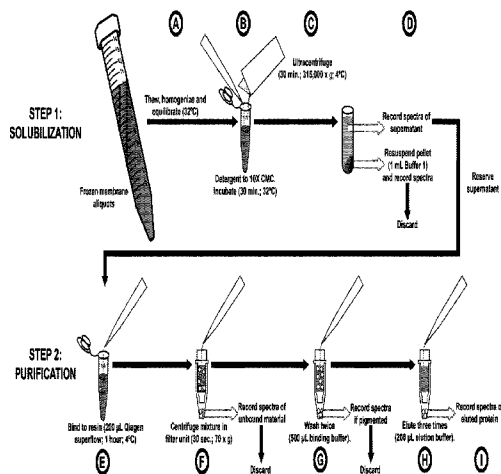 A
B
C
D
Ultracentrifuge
(30 min.; 315,000 x g; 4°C)
Thaw, homogenize and
equilibrate (32°C)
STEP 1:
SOLUBILIZATION
Record spectra of
supernatant
Resuspend pellet
(1 mL Buffer 1)
and record spectra
Reserve
supernatant
Detergent to 10X CMC.
Incubate (30 min.; 32°C)
Frozen membrane
aliquots
Discard
STEP 2:
PURIFICATION
Record spectra of
unbound material
Record spectra
if pigmented
Record spectra of
eluted protein
Bind to resin (200 µL Qiagen
superflow; 1 hour; 4°C)
Centrifuge mixture in
filter unit (30 sec.; 70 x g)
Wash twice
(500 µL binding buffer).
Elute three times
(200 µL elution buffer).
E
F
G
H
I
Discard
Discard